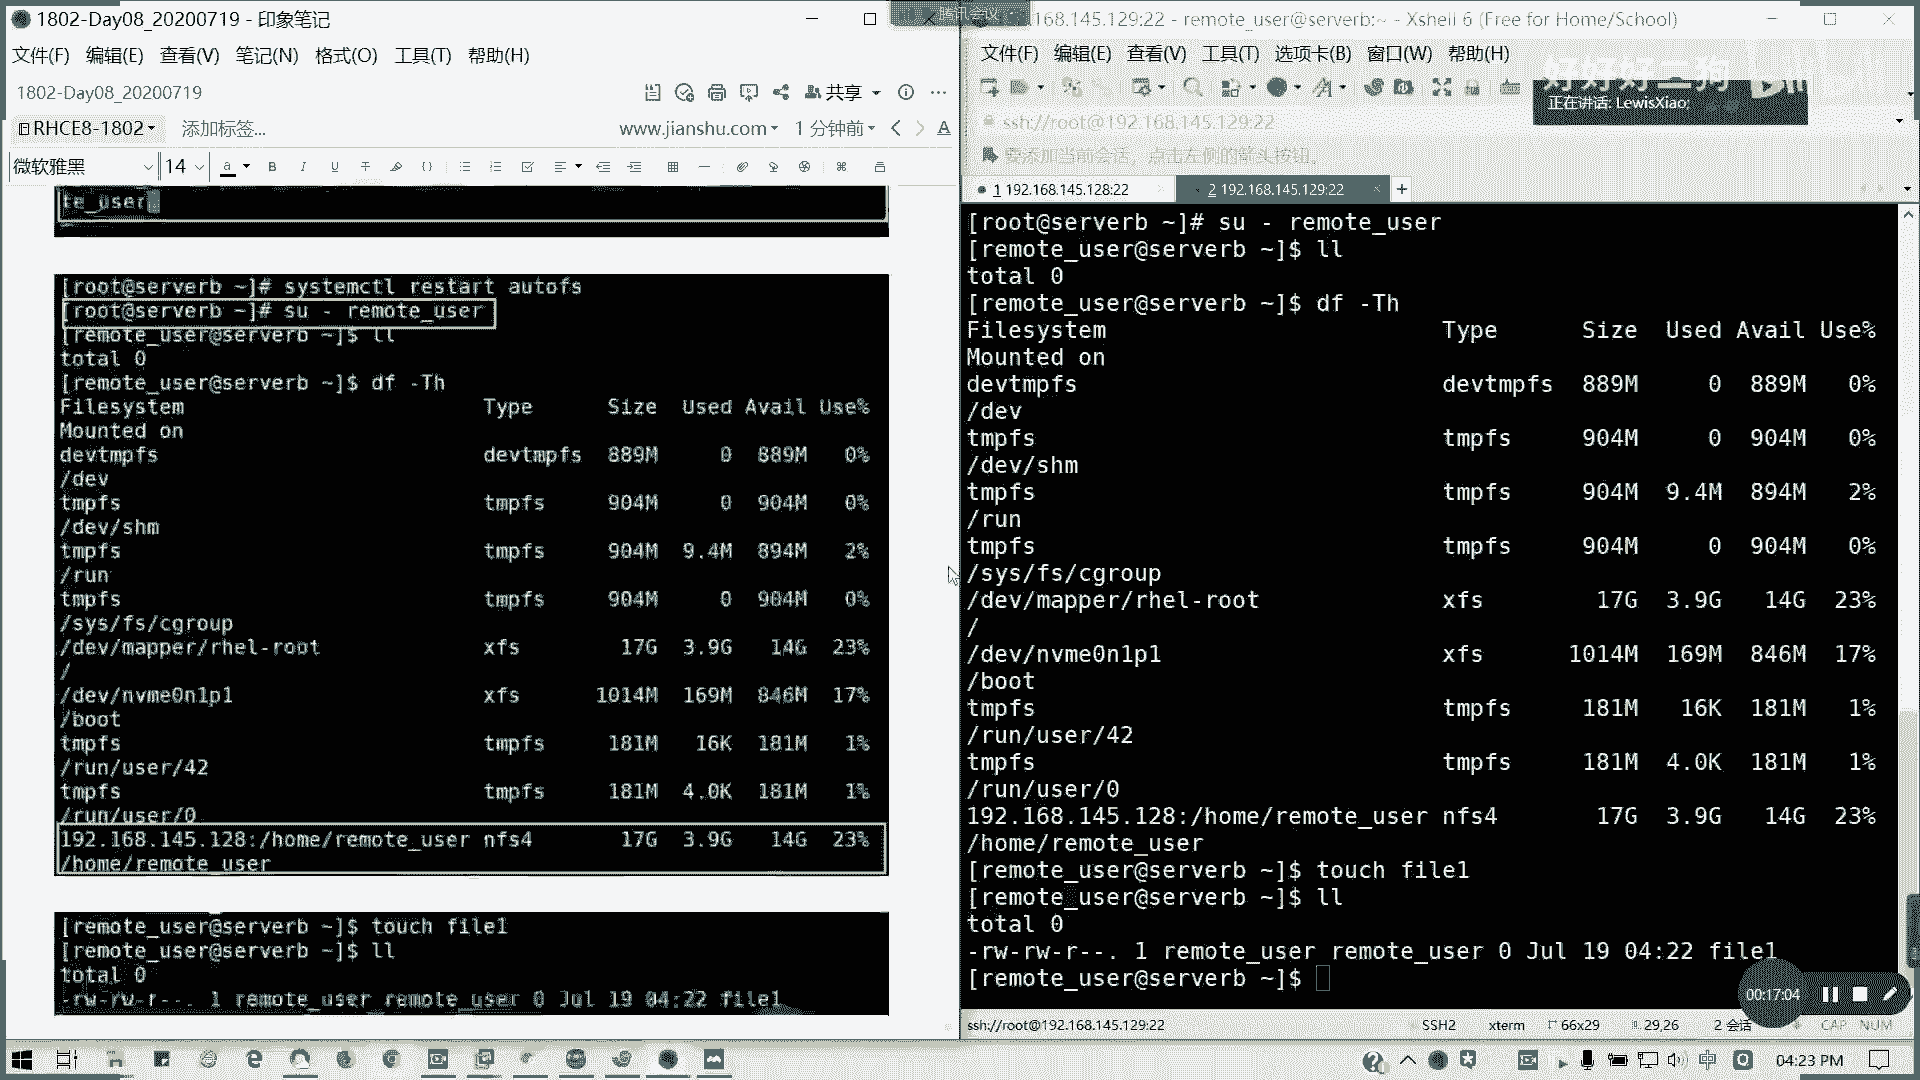 1802-Day08_20200719 - 印象笔记
文件(F) 编辑(E) 查看(V) 笔记(N) 格式(O) 工具(T) 帮助(H)
1802-Day08_20200719
共享
RHCE8-1802 添加标签...
www.jianshu.com 1 分钟前
微软雅黑 14
te_user
[root@serverb ~]# systemctl restart autofs
[root@serverb ~]# su - remote_user
[remote_user@serverb ~]$ ll
total 0
[remote_user@serverb ~]$ df -Th
Filesystem Type Size Used Avail Use%
Mounted on
devtmpfs devtmpfs 889M 0 889M 0%
/dev
tmpfs tmpfs 904M 0 904M 0%
/dev/shm
tmpfs tmpfs 904M 9.4M 894M 2%
/run
tmpfs tmpfs 904M 0 904M 0%
/sys/fs/cgroup
/dev/mapper/rhel-root xfs 17G 3.9G 14G 23%
/
/dev/nvme0n1p1 xfs 1014M 169M 846M 17%
/boot
tmpfs tmpfs 181M 16K 181M 1%
/run/user/42
tmpfs tmpfs 181M 4.0K 181M 1%
/run/user/0
192.168.145.128:/home/remote_user nfs4 17G 3.9G 14G 23%
/home/remote_user
[remote_user@serverb ~]$ touch file1
[remote_user@serverb ~]$ ll
total 0
-rw-rw-r--. 1 remote_user remote_user 0 Jul 19 04:22 file1
腾讯会议
.168.145.129:22 - remote_user@serverb:~ - Xshell 6 (Free for Home/School)
文件(F) 编辑(E) 查看(V) 工具(T) 选项卡(B) 窗口(W) 帮助(H)
好好好二狗
正在讲话: LewisXiao;
ssh://root@192.168.145.129:22
要添加当前会话，点击左侧的箭头按钮。
1 192.168.145.128:22
2 192.168.145.129:22
[root@serverb ~]# su - remote_user
[remote_user@serverb ~]$ ll
total 0
[remote_user@serverb ~]$ df -Th
Filesystem Type Size Used Avail Use%
Mounted on
devtmpfs devtmpfs 889M 0 889M 0%
/dev
tmpfs tmpfs 904M 0 904M 0%
/dev/shm
tmpfs tmpfs 904M 9.4M 894M 2%
/run
tmpfs tmpfs 904M 0 904M 0%
/sys/fs/cgroup
/dev/mapper/rhel-root xfs 17G 3.9G 14G 23%
/
/dev/nvme0n1p1 xfs 1014M 169M 846M 17%
/boot
tmpfs tmpfs 181M 16K 181M 1%
/run/user/42
tmpfs tmpfs 181M 4.0K 181M 1%
/run/user/0
192.168.145.128:/home/remote_user nfs4 17G 3.9G 14G 23%
/home/remote_user
[remote_user@serverb ~]$ touch file1
[remote_user@serverb ~]$ ll
total 0
-rw-rw-r--. 1 remote_user remote_user 0 Jul 19 04:22 file1
[remote_user@serverb ~]$
00:17:04
ssh://root@192.168.145.129:22 SSH2 xterm 66x29 29,26 2 会话 CAP NUM
中 04:23 PM